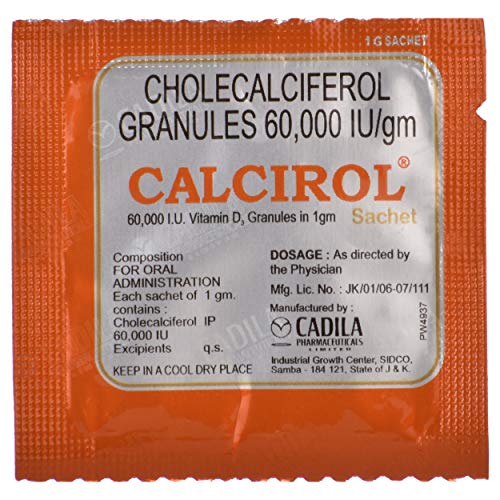 1 G SACHET
CHOLECALCIFEROL
GRANULES 60,000 IU/gm
CALCIROL®
60,000 I.U. Vitamin D3 Granules in 1gm Sachet
Composition
FOR ORAL
ADMINISTRATION
Each sachet of 1 gm.
contains :
Cholecalciferol IP
60,000 IU
Excipients q.s.
KEEP IN A COOL DRY PLACE
DOSAGE : As directed by
the Physician
Mfg. Lic. No. : JK/01/06-07/111
Manufactured by :
CADILA
PHARMACEUTICALS
LIMITED
Industrial Growth Center, SIDCO,
Samba - 184 121, State of J & K.
PW4937